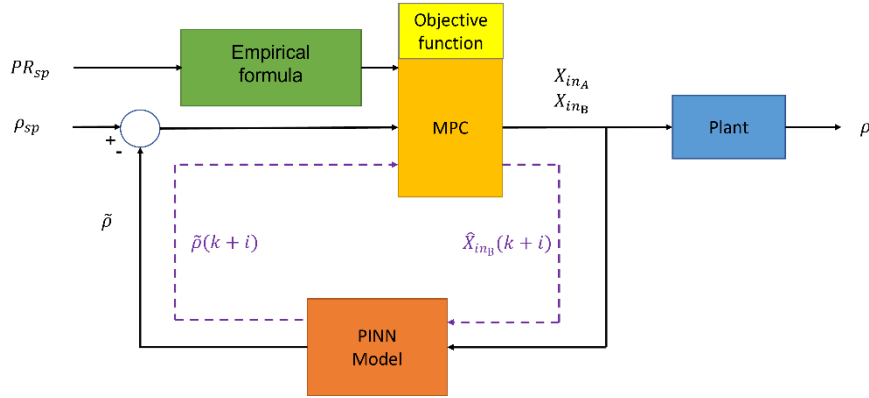 Objective
function
PR_sp
Empirical
formula
X_in_A
X_in_B
ρ_sp
+
-
MPC
Plant
ρ
ρ̃
ρ̃(k + i)
X̂_in_B(k + i)
PINN
Model